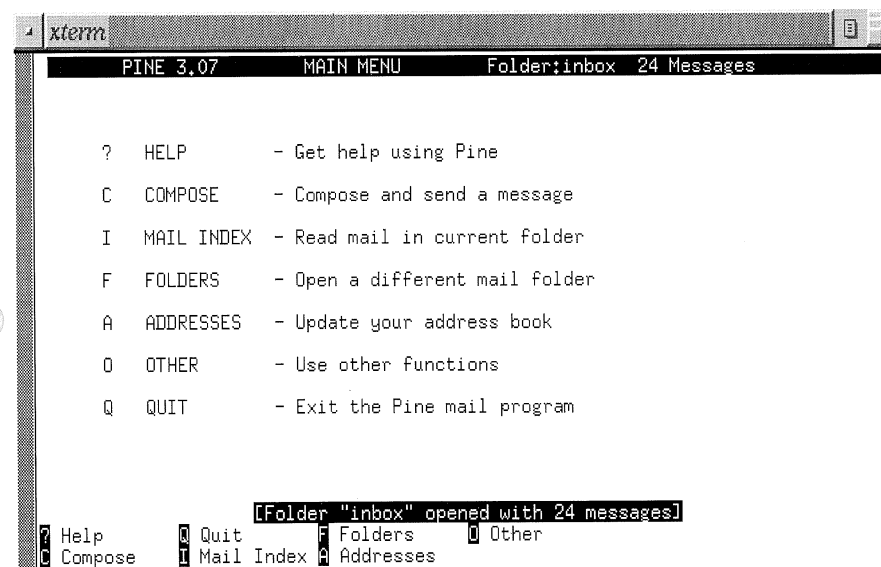 xterm
PINE 3.07 MAIN MENU Folder:inbox 24 Messages
? HELP - Get help using Pine
C COMPOSE - Compose and send a message
I MAIL INDEX - Read mail in current folder
F FOLDERS - Open a different mail folder
A ADDRESSES - Update your address book
O OTHER - Use other functions
Q QUIT - Exit the Pine mail program
[Folder "inbox" opened with 24 messages]
? Help Q Quit F Folders O Other
C Compose I Mail Index A Addresses